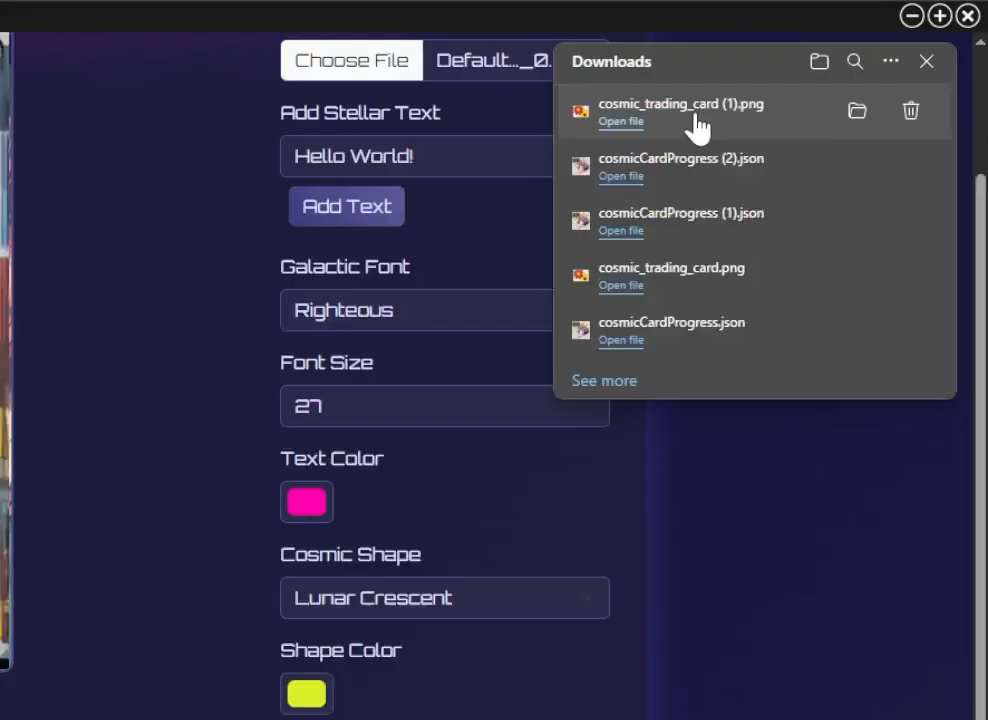 Choose File
Default..._0.
Add Stellar Text
Hello World!
Add Text
Galactic Font
Righteous
Font Size
27
Text Color
Cosmic Shape
Lunar Crescent
Shape Color
Downloads
cosmic_trading_card (1).png
Open file
cosmicCardProgress (2).json
Open file
cosmicCardProgress (1).json
Open file
cosmic_trading_card.png
Open file
cosmicCardProgress.json
Open file
See more